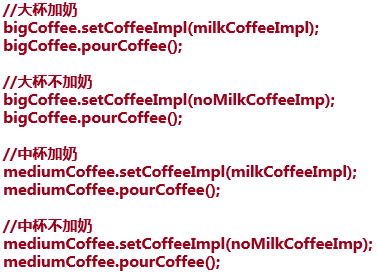 //大杯加奶
bigCoffee.setCoffeeImpl(milkCoffeeImpl);
bigCoffee.pourCoffee();
//大杯不加奶
bigCoffee.setCoffeeImpl(noMilkCoffeeImp);
bigCoffee.pourCoffee();
//中杯加奶
mediumCoffee.setCoffeeImpl(milkCoffeeImpl);
mediumCoffee.pourCoffee();
//中杯不加奶
mediumCoffee.setCoffeeImpl(noMilkCoffeeImp);
mediumCoffee.pourCoffee();